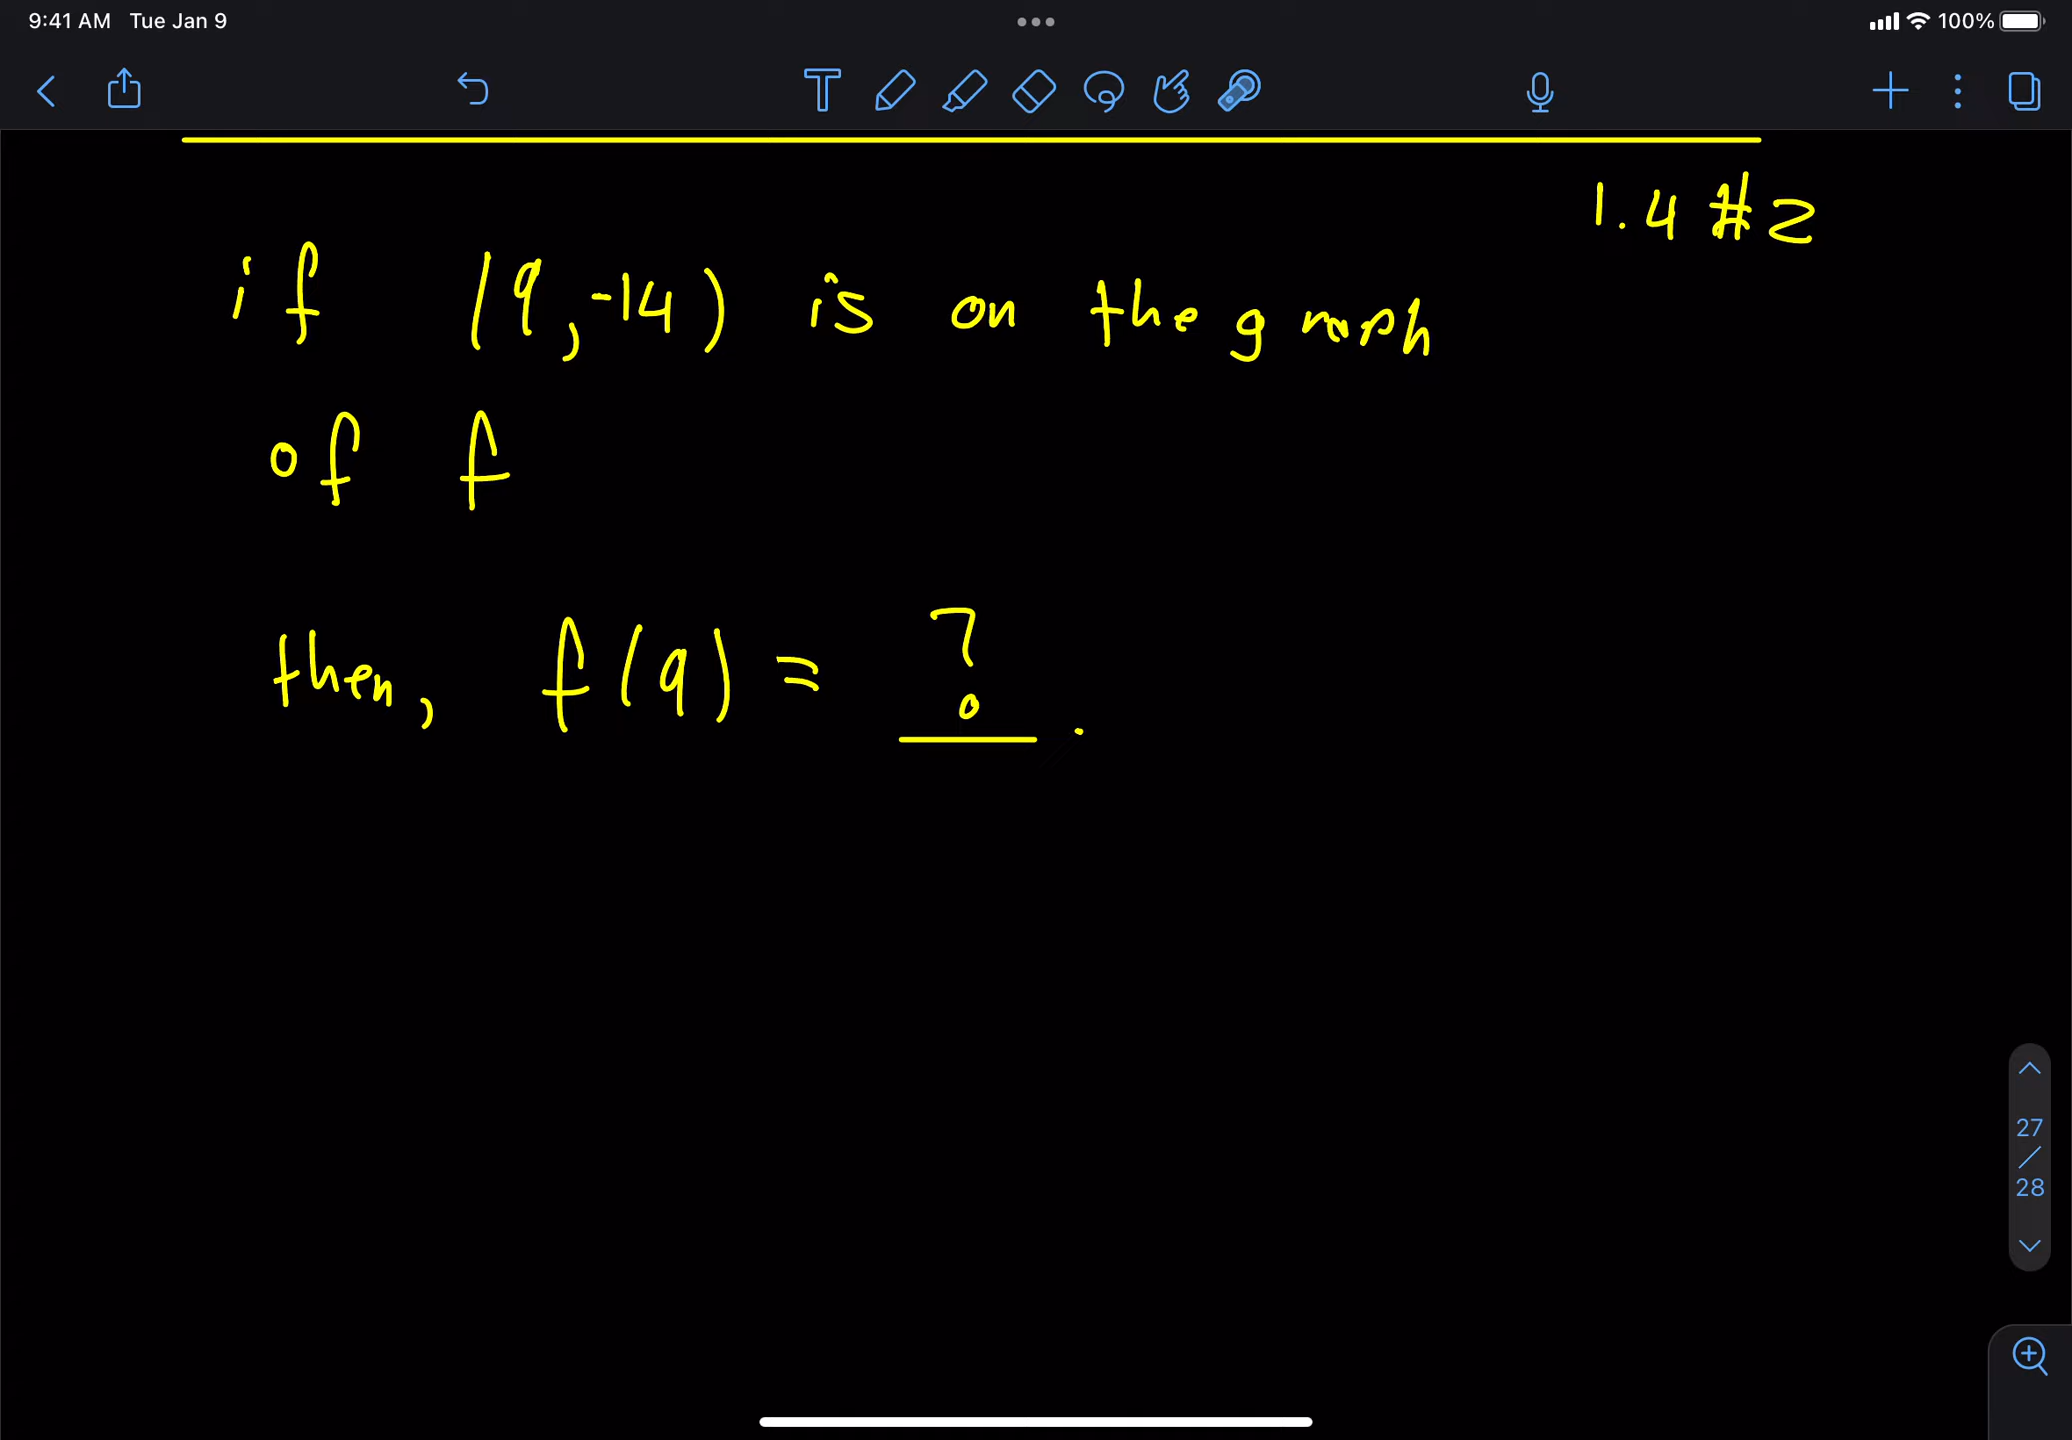 9:41 AM Tue Jan 9
100%
1.4 #2
if (9,-14) is on the graph
of f
then, f(9) = ? .
27
/
28